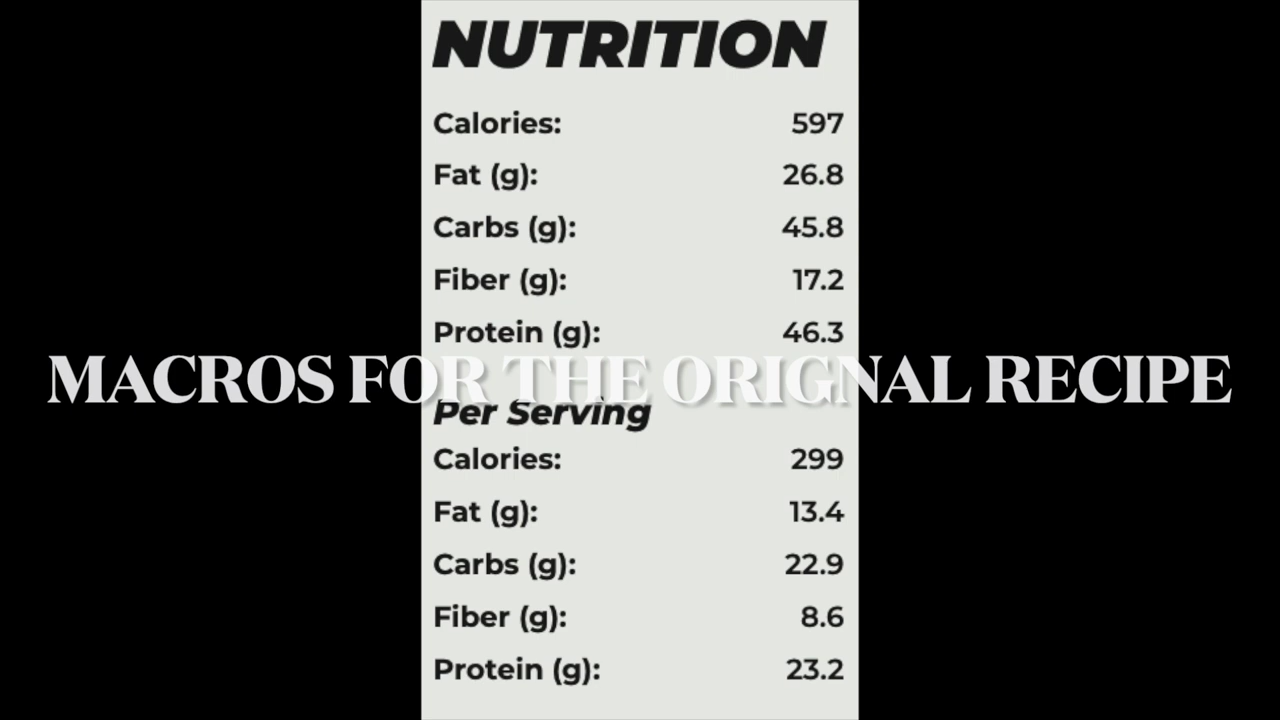 NUTRITION
Calories: 597
Fat (g): 26.8
Carbs (g): 45.8
Fiber (g): 17.2
Protein (g): 46.3
MACROS FOR THE ORIGNAL RECIPE
Per Serving
Calories: 299
Fat (g): 13.4
Carbs (g): 22.9
Fiber (g): 8.6
Protein (g): 23.2